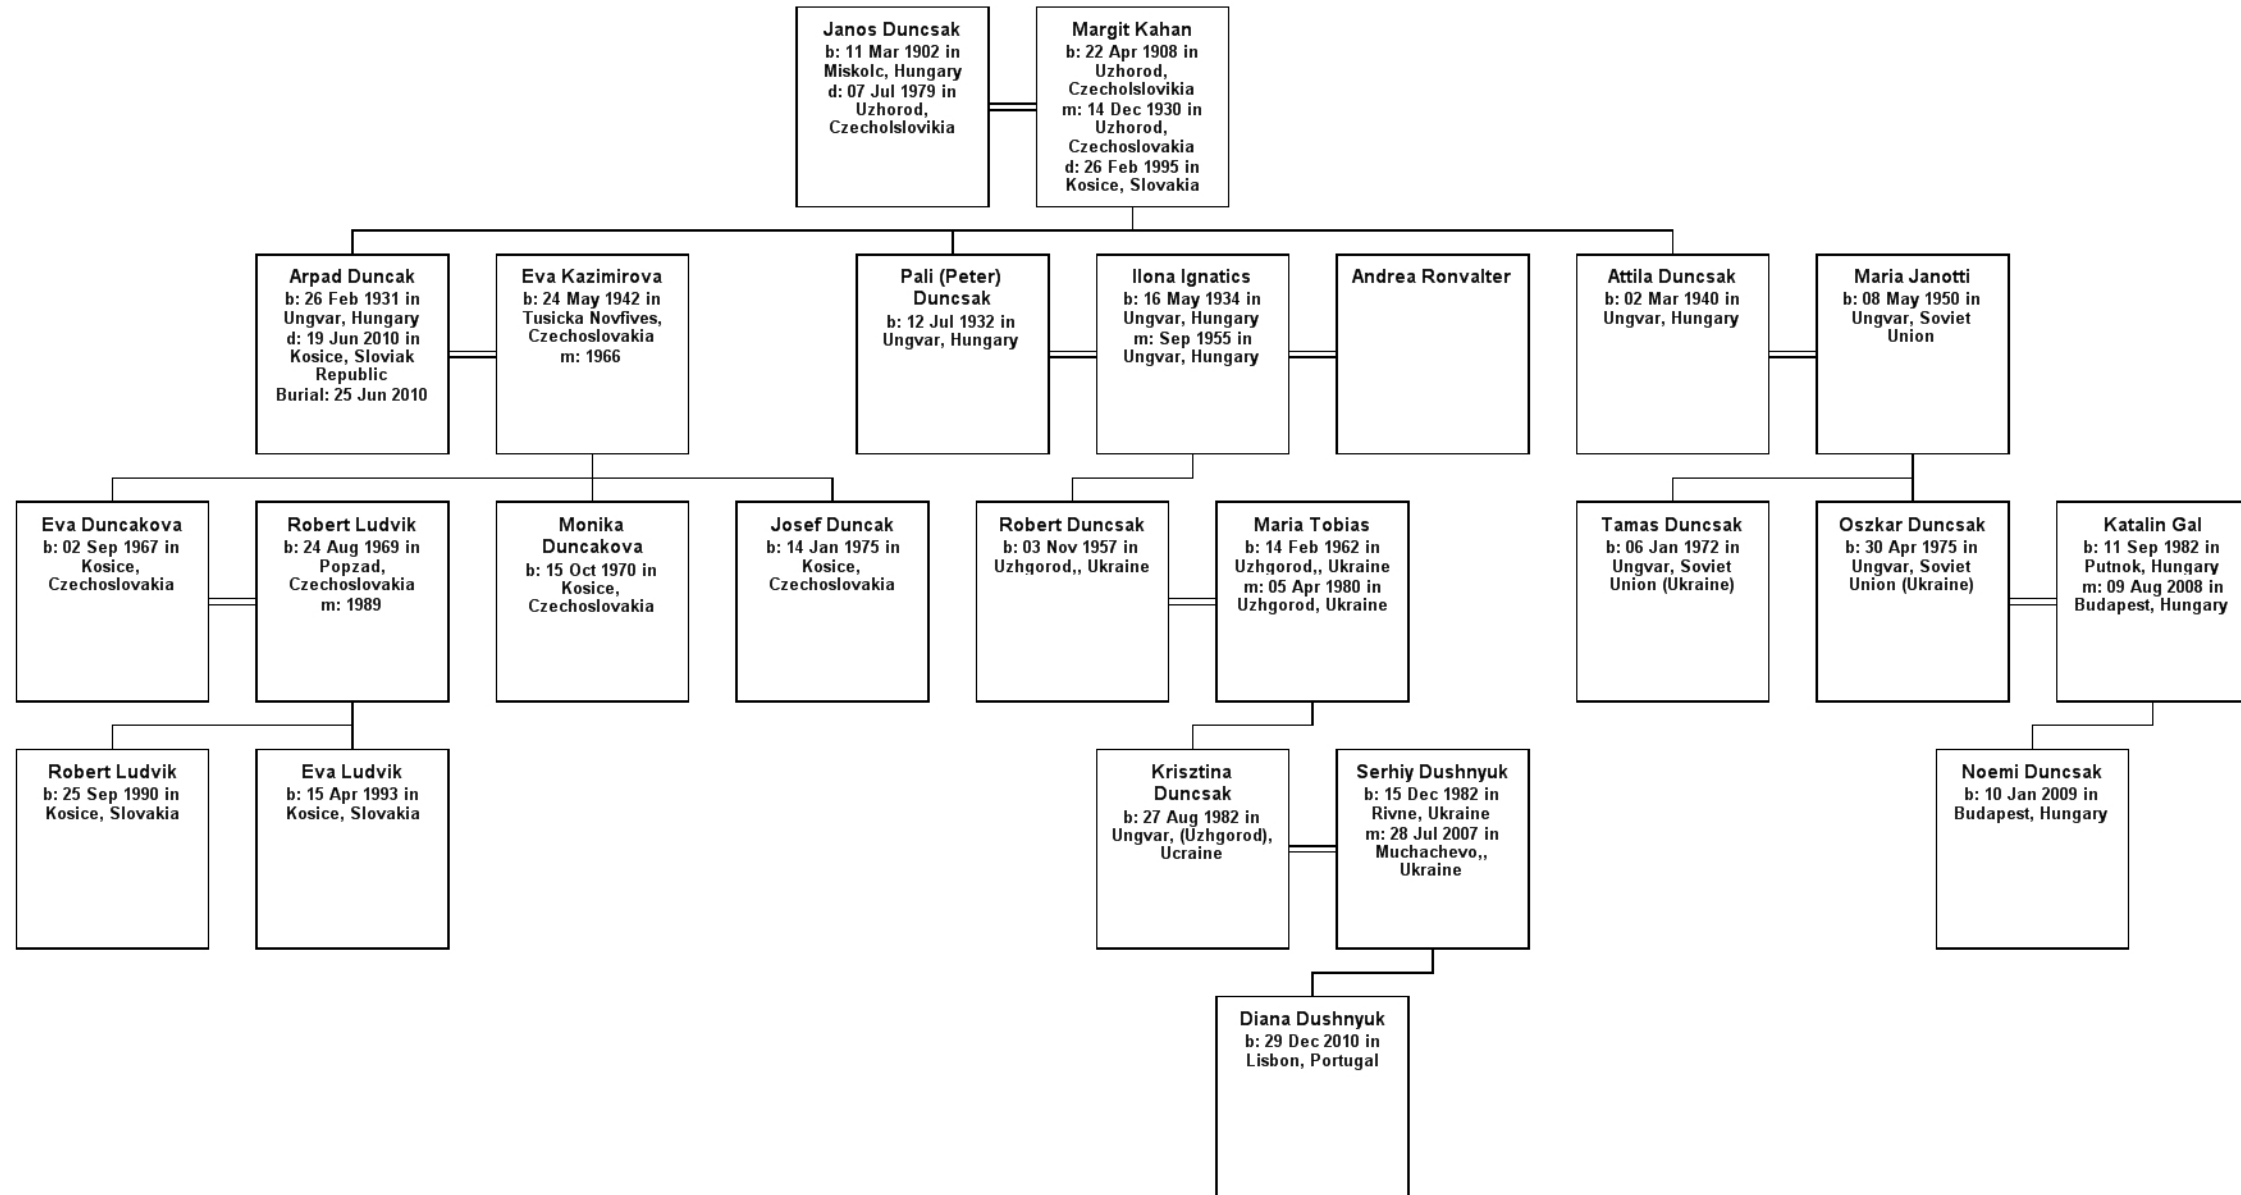 Janos Duncsak
b: 11 Mar 1902 in
Miskolc, Hungary
d: 07 Jul 1979 in
Uzhorod,
Czecholslovikia
Margit Kahan
b: 22 Apr 1908 in
Uzhorod,
Czecholslovikia
m: 14 Dec 1930 in
Uzhorod,
Czechoslovakia
d: 26 Feb 1995 in
Kosice, Slovakia
Arpad Duncak
b: 26 Feb 1931 in
Ungvar, Hungary
d: 19 Jun 2010 in
Kosice, Sloviak
Republic
Burial: 25 Jun 2010
Eva Kazimirova
b: 24 May 1942 in
Tusicka Novfives,
Czechoslovakia
m: 1966
Pali (Peter)
Duncsak
b: 12 Jul 1932 in
Ungvar, Hungary
Ilona Ignatics
b: 16 May 1934 in
Ungvar, Hungary
m: Sep 1955 in
Ungvar, Hungary
Andrea Ronvalter
Attila Duncsak
b: 02 Mar 1940 in
Ungvar, Hungary
Maria Janotti
b: 08 May 1950 in
Ungvar, Soviet
Union
Eva Duncakova
b: 02 Sep 1967 in
Kosice,
Czechoslovakia
Robert Ludvik
b: 24 Aug 1969 in
Popzad,
Czechoslovakia
m: 1989
Monika
Duncakova
b: 15 Oct 1970 in
Kosice,
Czechoslovakia
Josef Duncak
b: 14 Jan 1975 in
Kosice,
Czechoslovakia
Robert Duncsak
b: 03 Nov 1957 in
Uzhgorod,, Ukraine
Maria Tobias
b: 14 Feb 1962 in
Uzhgorod,, Ukraine
m: 05 Apr 1980 in
Uzhgorod, Ukraine
Tamas Duncsak
b: 06 Jan 1972 in
Ungvar, Soviet
Union (Ukraine)
Oszkar Duncsak
b: 30 Apr 1975 in
Ungvar, Soviet
Union (Ukraine)
Katalin Gal
b: 11 Sep 1982 in
Putnok, Hungary
m: 09 Aug 2008 in
Budapest, Hungary
Robert Ludvik
b: 25 Sep 1990 in
Kosice, Slovakia
Eva Ludvik
b: 15 Apr 1993 in
Kosice, Slovakia
Krisztina
Duncsak
b: 27 Aug 1982 in
Ungvar, (Uzhgorod),
Ucraine
Serhiy Dushnyuk
b: 15 Dec 1982 in
Rivne, Ukraine
m: 28 Jul 2007 in
Muchachevo,,
Ukraine
Noemi Duncsak
b: 10 Jan 2009 in
Budapest, Hungary
Diana Dushnyuk
b: 29 Dec 2010 in
Lisbon, Portugal